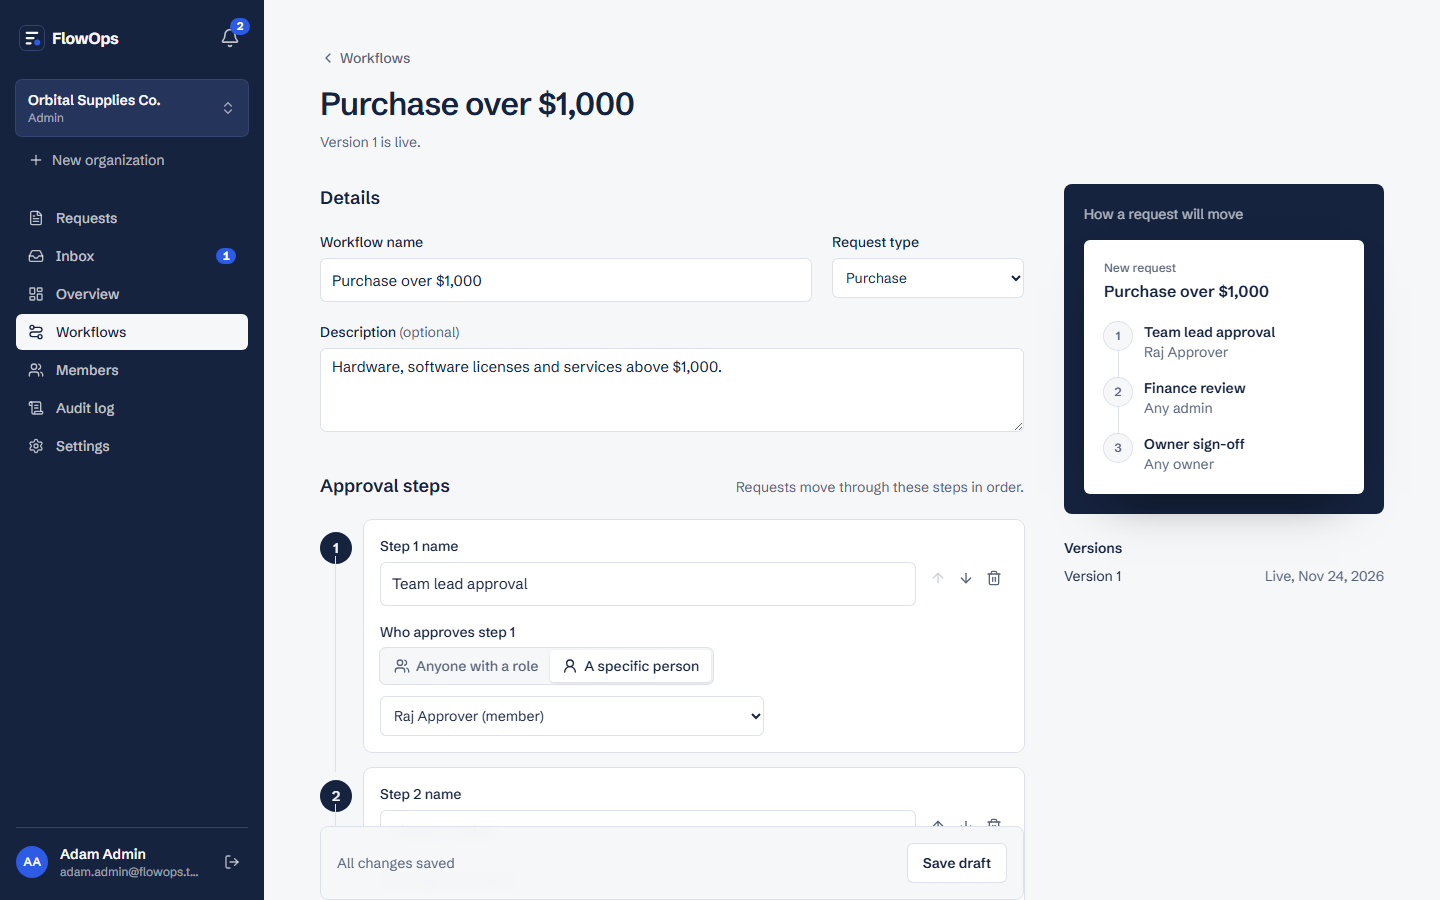 FlowOps
2
Orbital Supplies Co.
Admin
New organization
Requests
Inbox
1
Overview
Workflows
Members
Audit log
Settings
AA
Adam Admin
adam.admin@flowops.t...
Workflows
Purchase over $1,000
Version 1 is live.
Details
Workflow name
Request type
Purchase over $1,000
Purchase
Description (optional)
Hardware, software licenses and services above $1,000.
Approval steps
Requests move through these steps in order.
1
Step 1 name
Team lead approval
Who approves step 1
Anyone with a role
A specific person
Raj Approver (member)
2
Step 2 name
All changes saved
Save draft
How a request will move
New request
Purchase over $1,000
1
Team lead approval
Raj Approver
2
Finance review
Any admin
3
Owner sign-off
Any owner
Versions
Version 1
Live, Nov 24, 2026